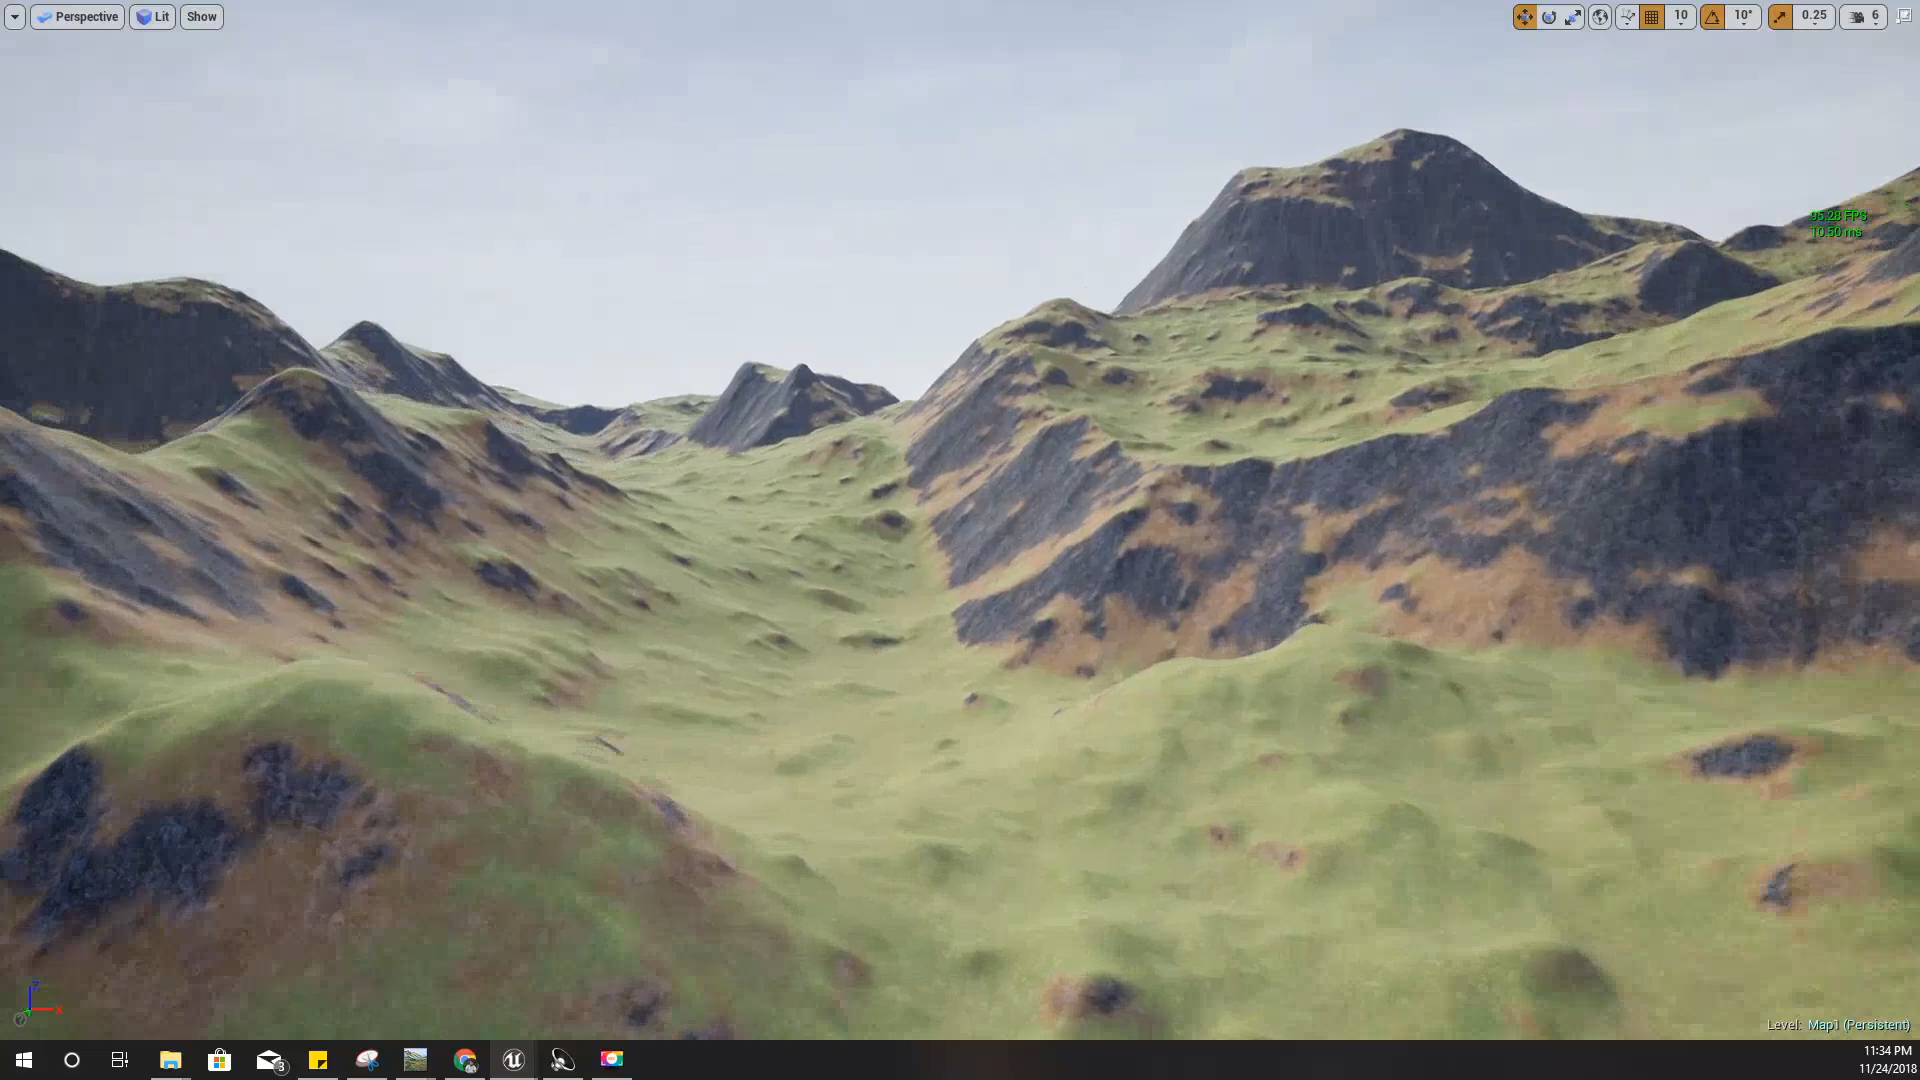 Perspective Lit Show 10 10° 0.25 6
95.28 FPS
10.50 ms
Z
X
Level: Map1 (Persistent)
3
11:34 PM
11/24/2018